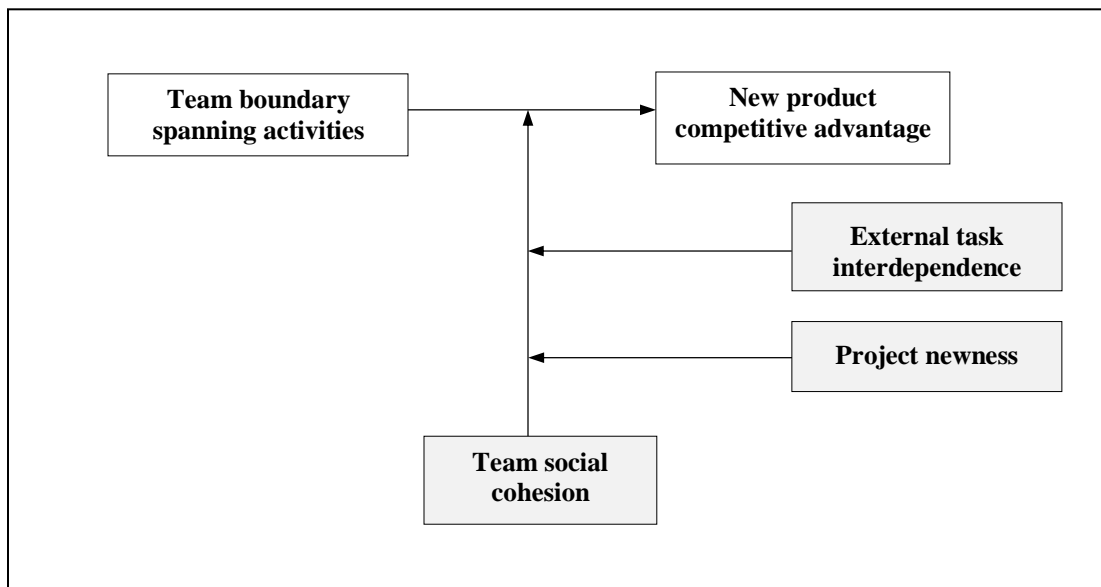 Team boundary
spanning activities
New product
competitive advantage
External task
interdependence
Project newness
Team social
cohesion